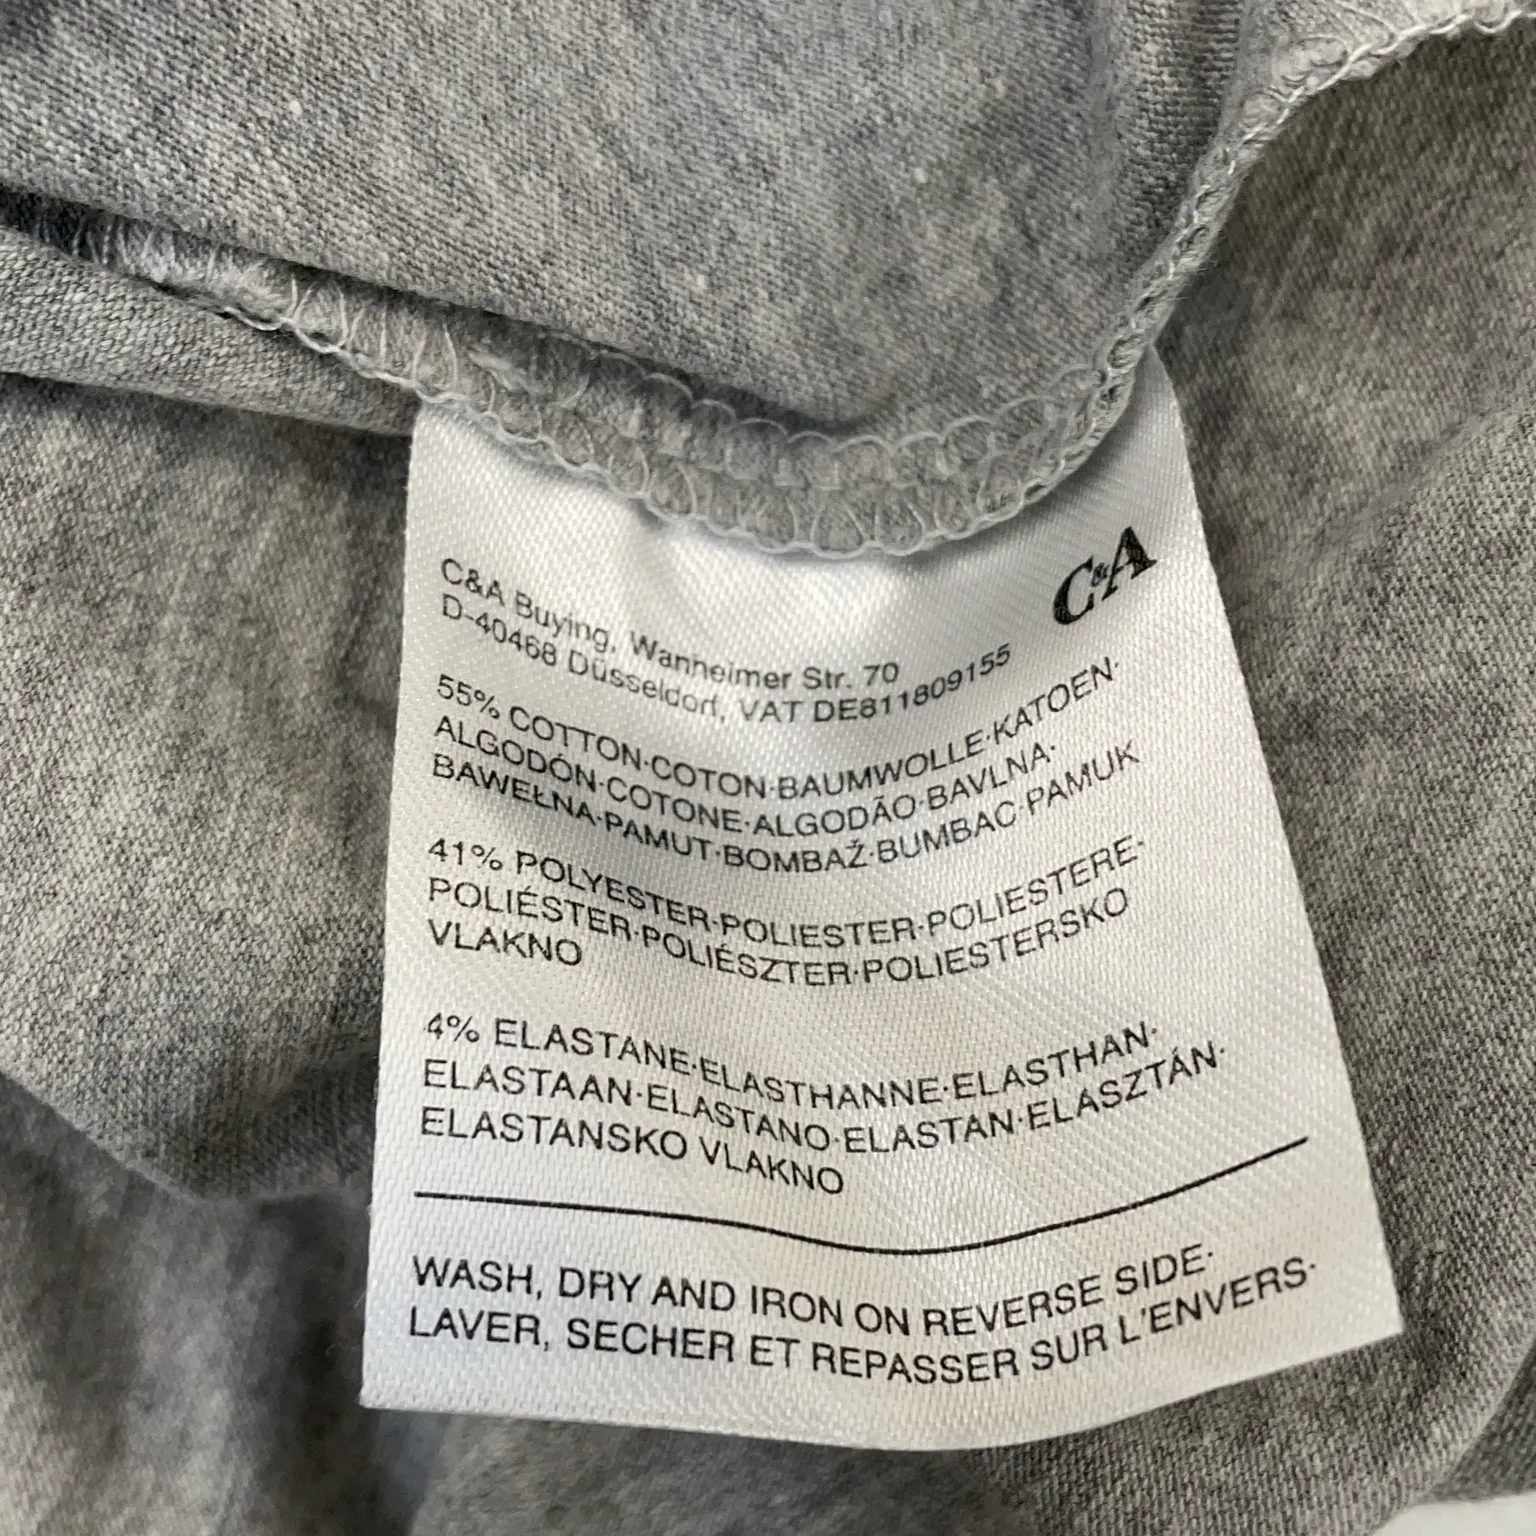 C&A
C&A Buying, Wanheimer Str. 70
D-40468 Düsseldorf, VAT DE811809155
55% COTTON·COTON·BAUMWOLLE·KATOEN·
ALGODÓN·COTONE·ALGODÃO·BAVLNA·
BAWEŁNA·PAMUT·BOMBAŽ·BUMBAC·PAMUK
41% POLYESTER·POLIESTER·POLIESTERE·
POLIÉSTER·POLIÉSZTER·POLIESTERSKO
VLAKNO
4% ELASTANE·ELASTHANNE·ELASTHAN·
ELASTAAN·ELASTANO·ELASTAN·ELASZTÁN·
ELASTANSKO VLAKNO
WASH, DRY AND IRON ON REVERSE SIDE·
LAVER, SECHER ET REPASSER SUR L'ENVERS·